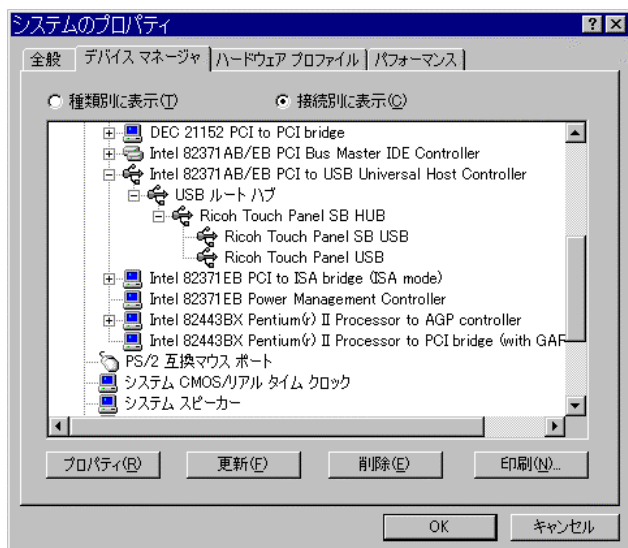 システムのプロパティ
全般 デバイス マネージャ ハードウェア プロファイル パフォーマンス
種類別に表示(T) 接続別に表示(C)
DEC 21152 PCI to PCI bridge
Intel 82371AB/EB PCI Bus Master IDE Controller
Intel 82371AB/EB PCI to USB Universal Host Controller
USB ルート ハブ
Ricoh Touch Panel SB HUB
Ricoh Touch Panel SB USB
Ricoh Touch Panel USB
Intel 82371EB PCI to ISA bridge (ISA mode)
Intel 82371EB Power Management Controller
Intel 82443BX Pentium(r) II Processor to AGP controller
Intel 82443BX Pentium(r) II Processor to PCI bridge (with GAF
PS/2 互換マウス ポート
システム CMOS/リアル タイム クロック
システム スピーカー
プロパティ(R) 更新(F) 削除(E) 印刷(N)...
OK キャンセル